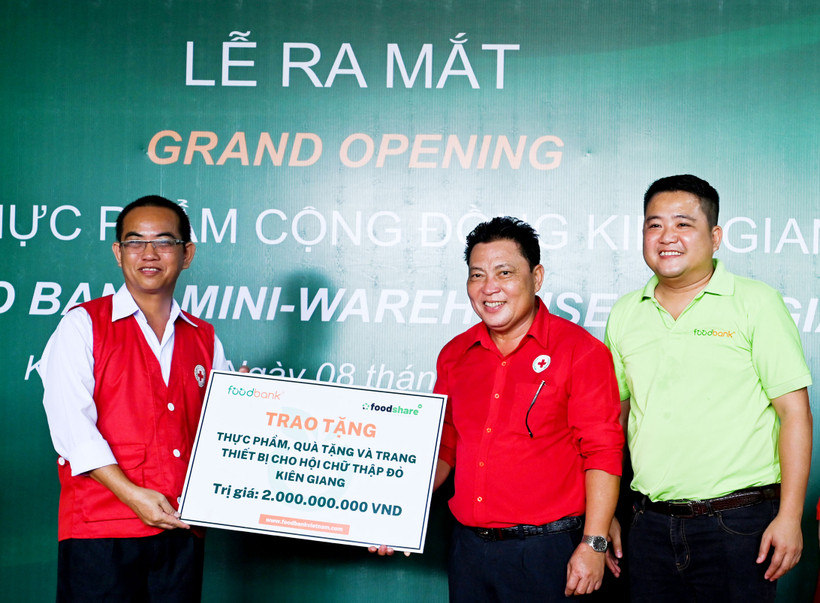 LỄ RA MẮT
GRAND OPENING
PHẨM CỘNG ĐỒNG
MINI-WAREHOUSE
Ngày 08
foodbank
foodbank
foodshare
TRAO TẶNG
THỰC PHẨM, QUÀ TẶNG VÀ TRANG
THIẾT BỊ CHO HỘI CHỮ THẬP ĐỎ
KIÊN GIANG
Trị giá: 2.000.000.000 VND
www.foodbankvietnam.com